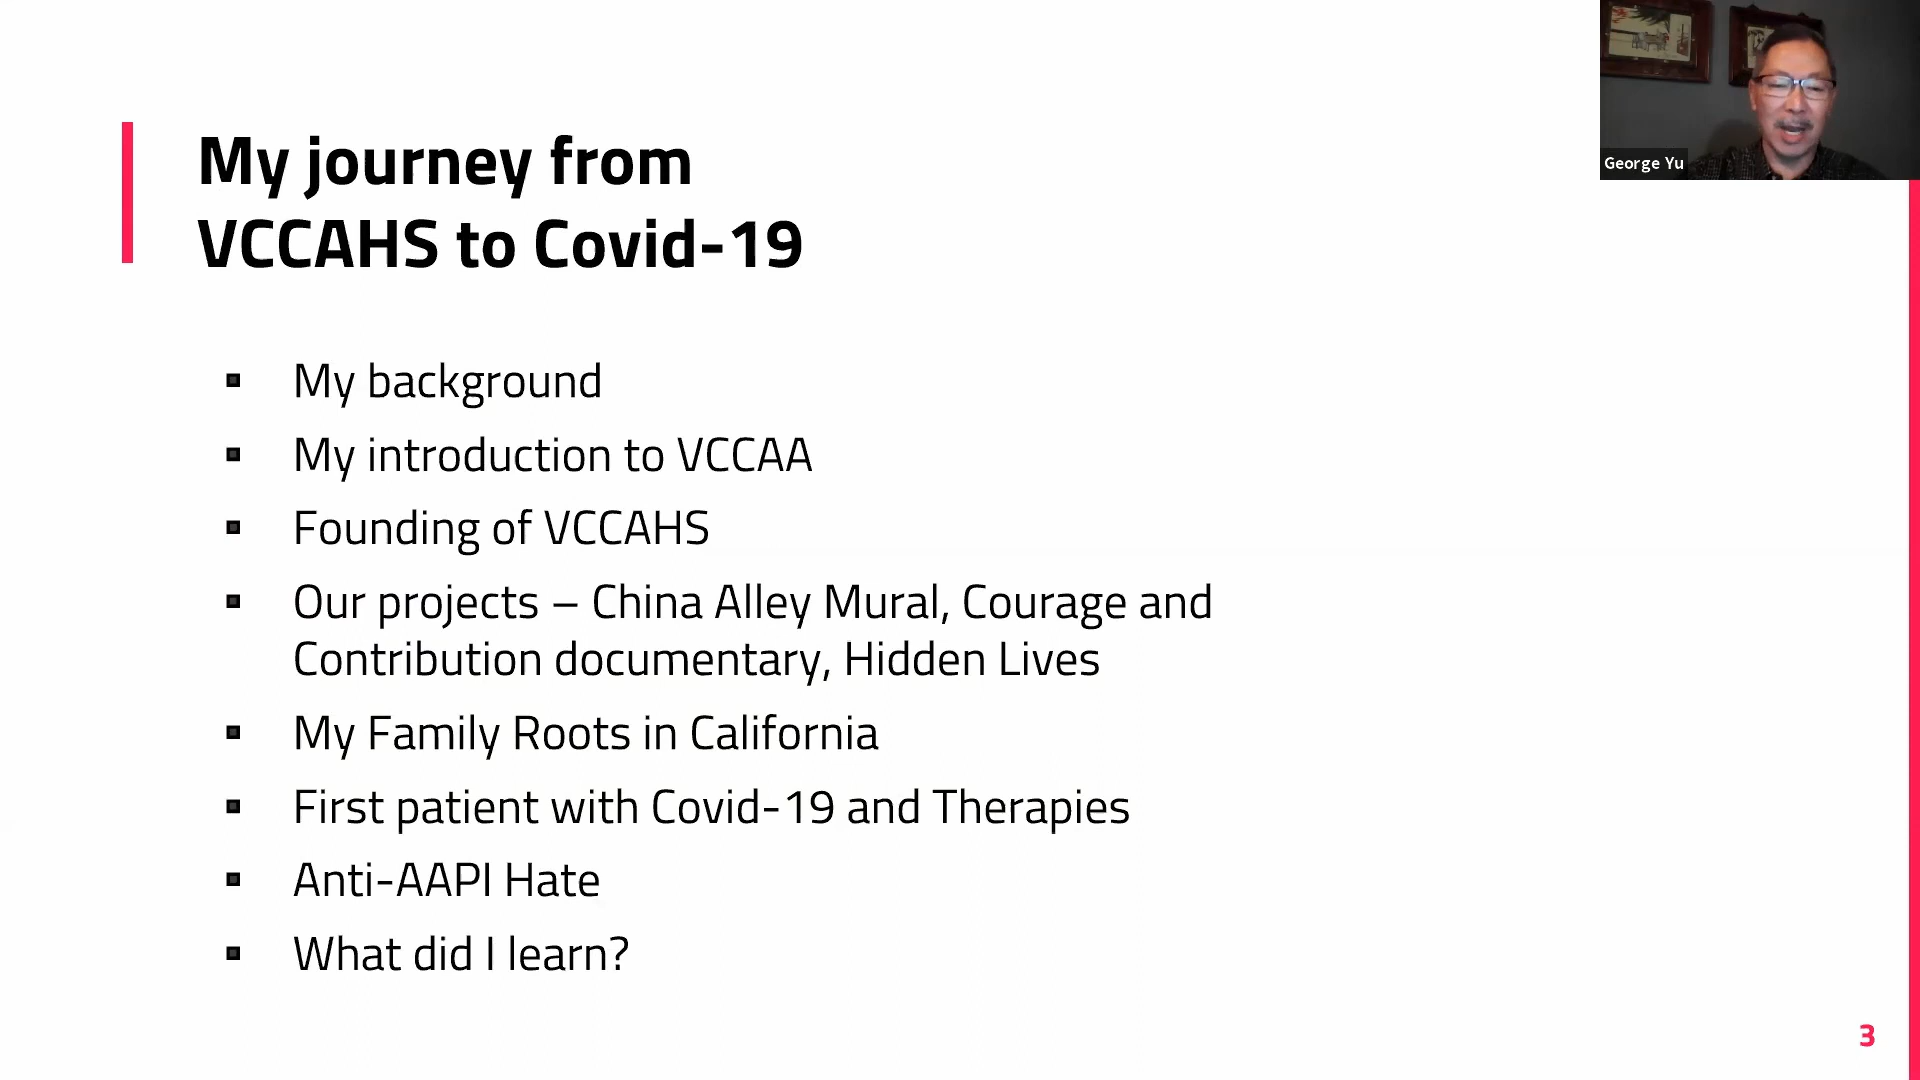 George Yu
My journey from
VCCAHS to Covid-19
▪ My background
▪ My introduction to VCCAA
▪ Founding of VCCAHS
▪ Our projects – China Alley Mural, Courage and
Contribution documentary, Hidden Lives
▪ My Family Roots in California
▪ First patient with Covid-19 and Therapies
▪ Anti-AAPI Hate
▪ What did I learn?
3